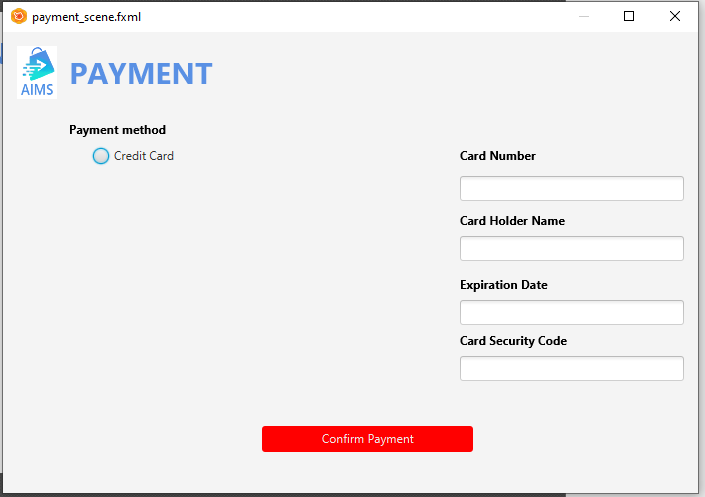 payment_scene.fxml
AIMS
PAYMENT
Payment method
Credit Card
Card Number
Card Holder Name
Expiration Date
Card Security Code
Confirm Payment